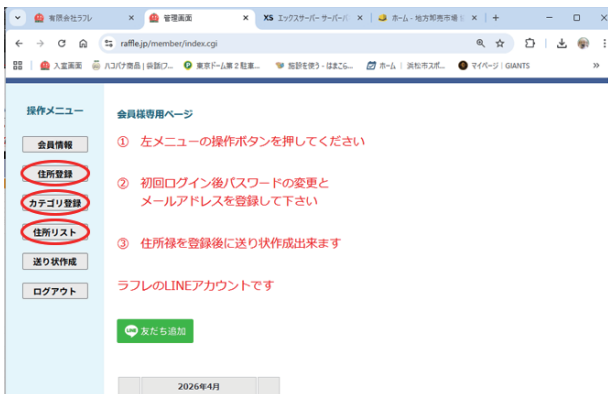 有限会社ラフレ
管理画面
XS エックスサーバー サーバーパ
ホーム - 地方卸売市場
raffle.jp/member/index.cgi
入室画面
東京ドーム第2駐車...
施設を使う - はまこら...
ホーム | 浜松市スポ...
マイページ | GIANTS
操作メニュー
会員情報
住所登録
カテゴリ登録
住所リスト
送り状作成
ログアウト
会員様専用ページ
① 左メニューの操作ボタンを押してください
② 初回ログイン後パスワードの変更と
メールアドレスを登録して下さい
③ 住所禄を登録後に送り状作成出来ます
ラフレのLINEアカウントです
LINE 友だち追加
2026年4月